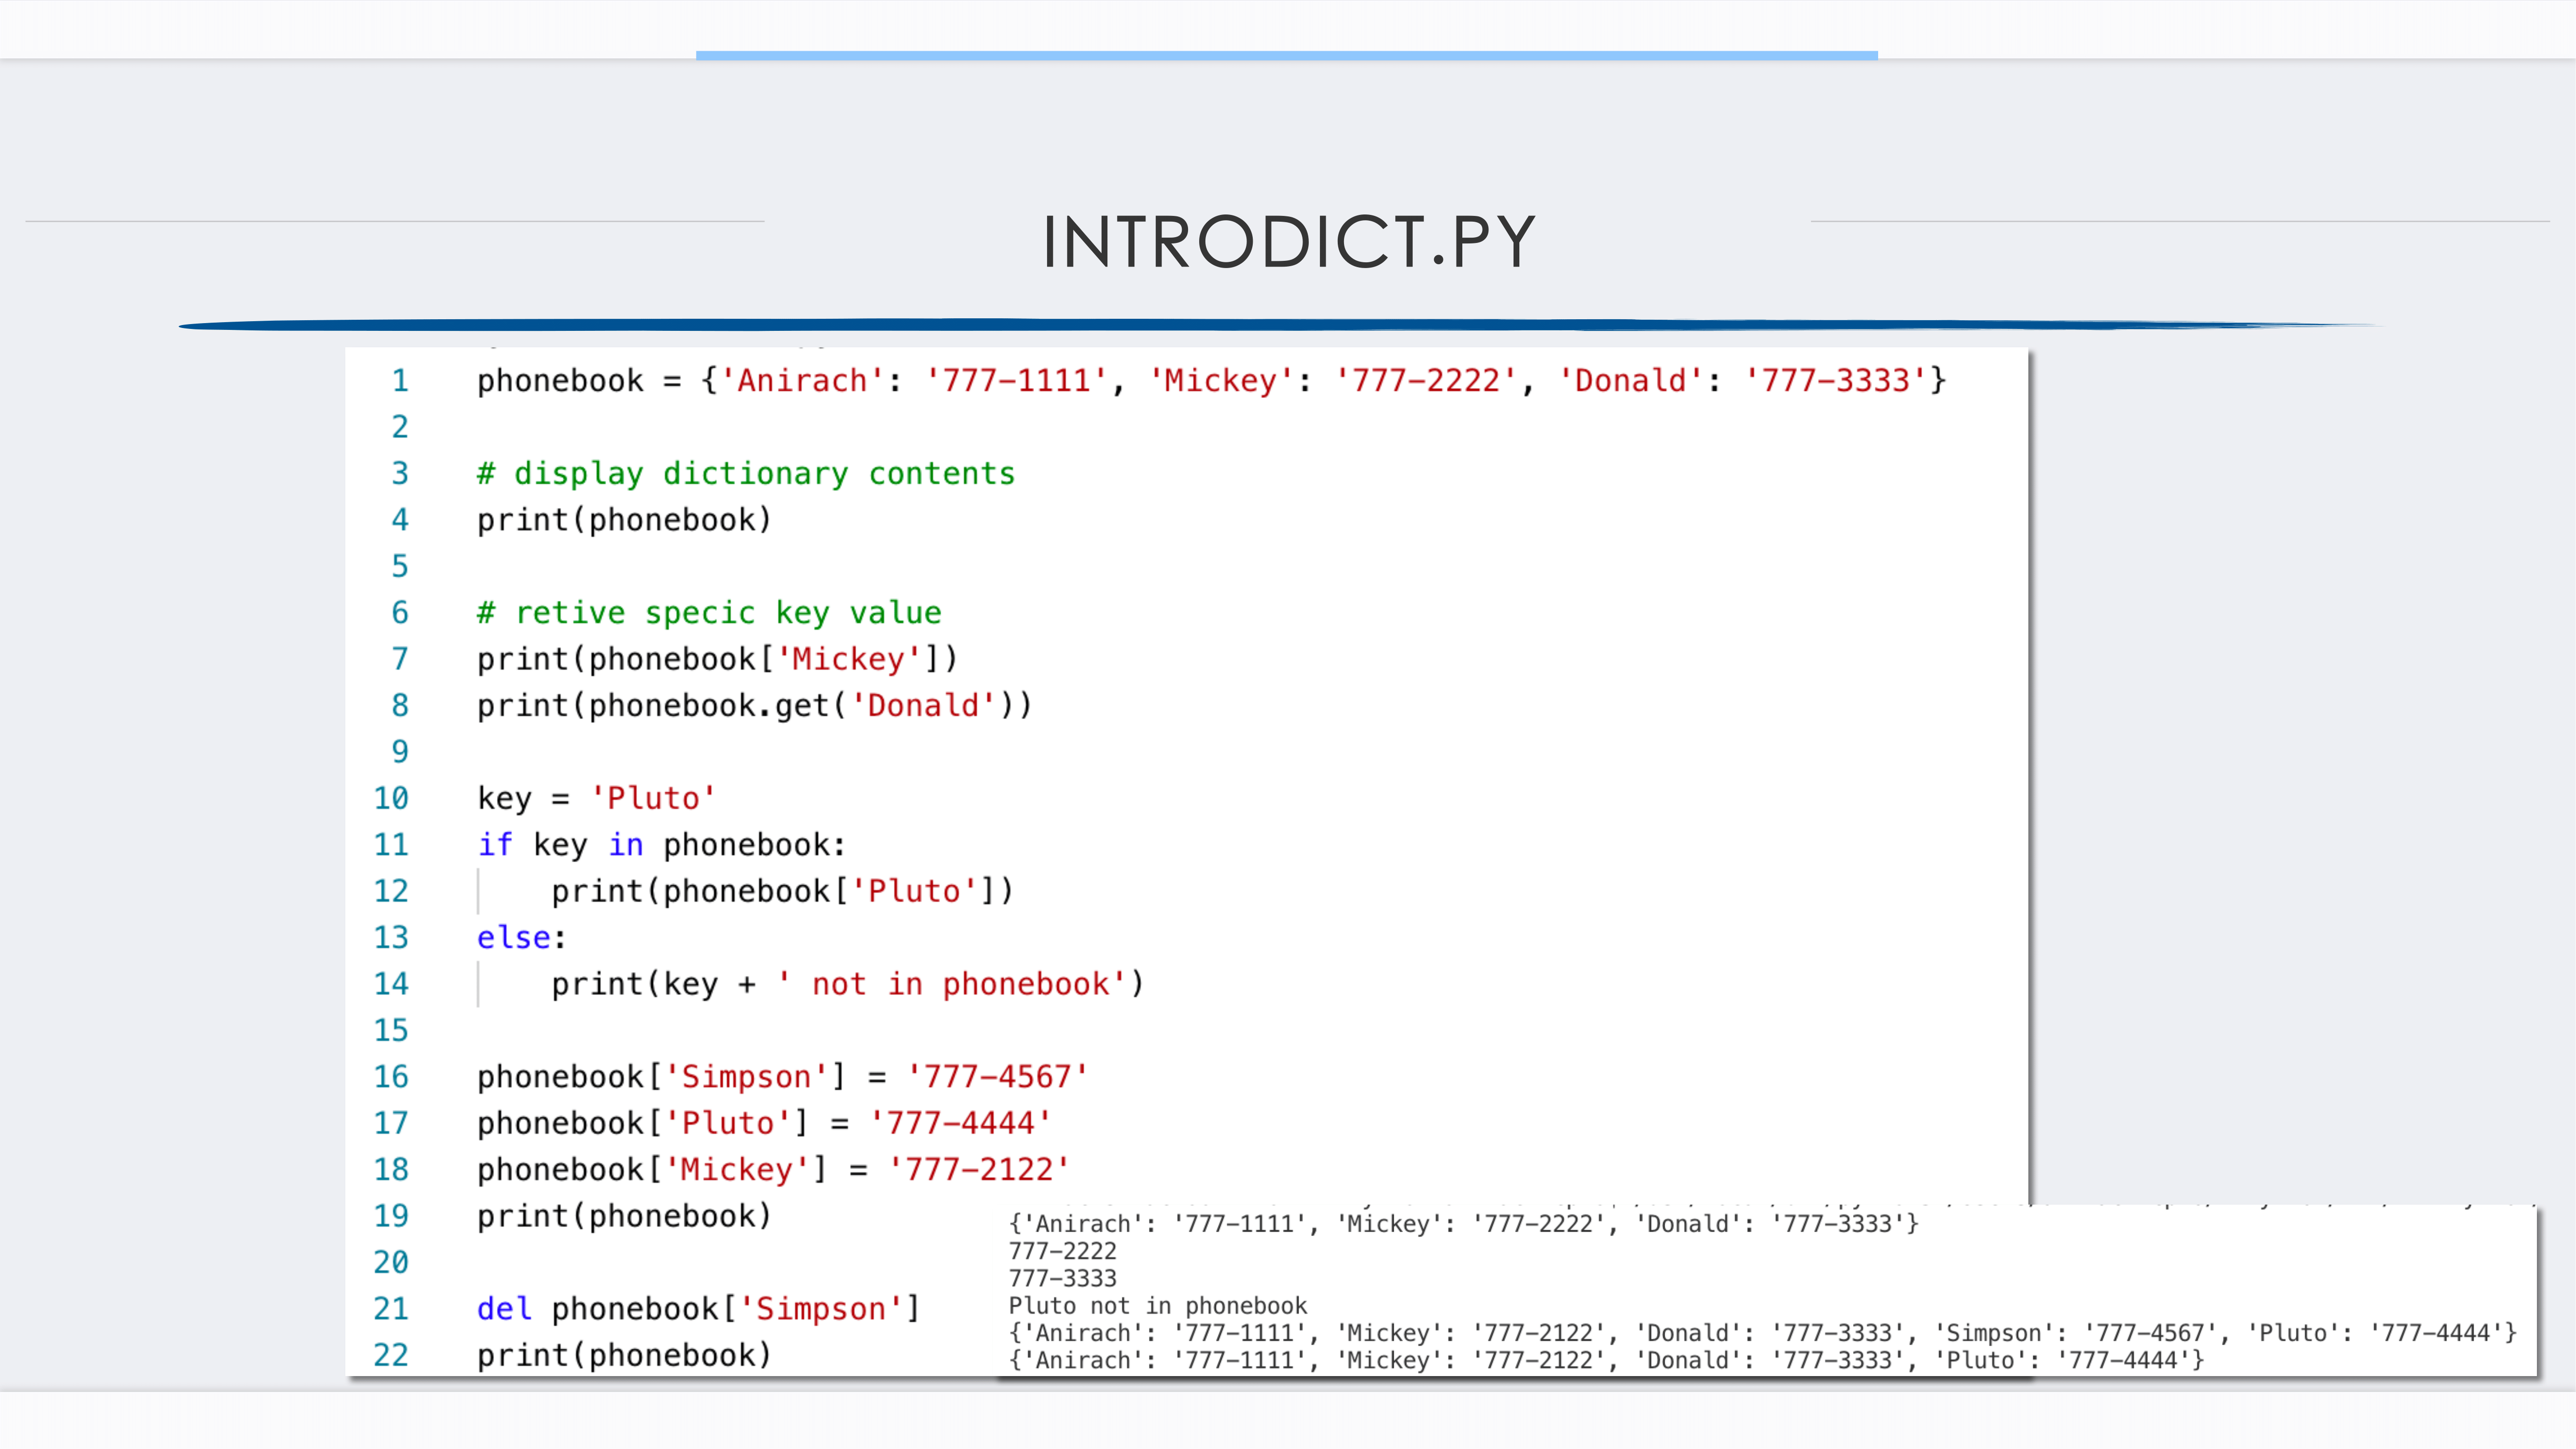 INTRODICT.PY
1 phonebook = {'Anirach': '777-1111', 'Mickey': '777-2222', 'Donald': '777-3333'}
2
3 # display dictionary contents
4 print(phonebook)
5
6 # retive specic key value
7 print(phonebook['Mickey'])
8 print(phonebook.get('Donald'))
9
10 key = 'Pluto'
11 if key in phonebook:
12     print(phonebook['Pluto'])
13 else:
14     print(key + ' not in phonebook')
15
16 phonebook['Simpson'] = '777-4567'
17 phonebook['Pluto'] = '777-4444'
18 phonebook['Mickey'] = '777-2122'
19 print(phonebook)
20
21 del phonebook['Simpson']
22 print(phonebook)
{'Anirach': '777-1111', 'Mickey': '777-2222', 'Donald': '777-3333'}
777-2222
777-3333
Pluto not in phonebook
{'Anirach': '777-1111', 'Mickey': '777-2122', 'Donald': '777-3333', 'Simpson': '777-4567', 'Pluto': '777-4444'}
{'Anirach': '777-1111', 'Mickey': '777-2122', 'Donald': '777-3333', 'Pluto': '777-4444'}